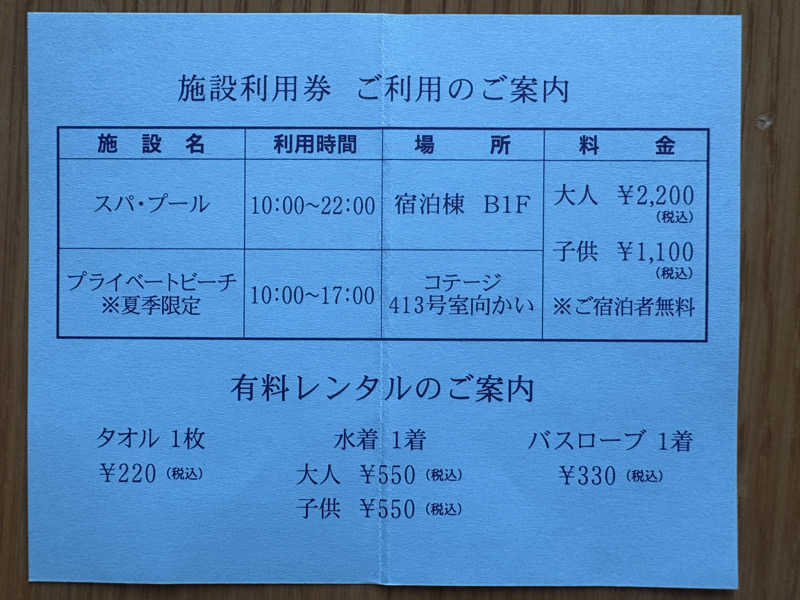 施設利用券 ご利用のご案内
施設名 利用時間 場所 料金
スパ・プール 10:00~22:00 宿泊棟 B1F 大人 ¥2,200
(税込)
子供 ¥1,100
(税込)
プライベートビーチ
※夏季限定 10:00~17:00 コテージ
413号室向かい ※ご宿泊者無料
有料レンタルのご案内
タオル 1枚 水着 1着 バスローブ 1着
¥220 (税込) 大人 ¥550 (税込) ¥330 (税込)
子供 ¥550 (税込)